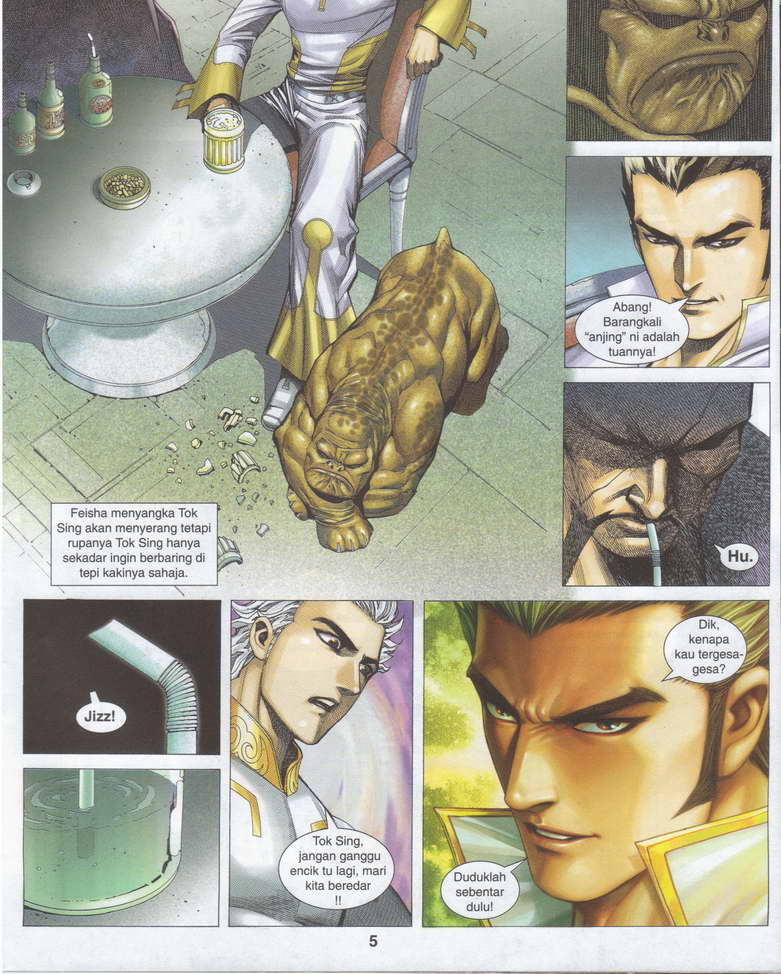 Abang!
Barangkali
“anjing” ni adalah
tuannya!
Feisha menyangka Tok
Sing akan menyerang tetapi
rupanya Tok Sing hanya
sekadar ingin berbaring di
tepi kakinya sahaja.
Hu.
Jizz!
Tok Sing,
jangan ganggu
encik tu lagi, mari
kita beredar
!!
Dik,
kenapa
kau tergesa-
gesa?
Duduklah
sebentar
dulu!
5